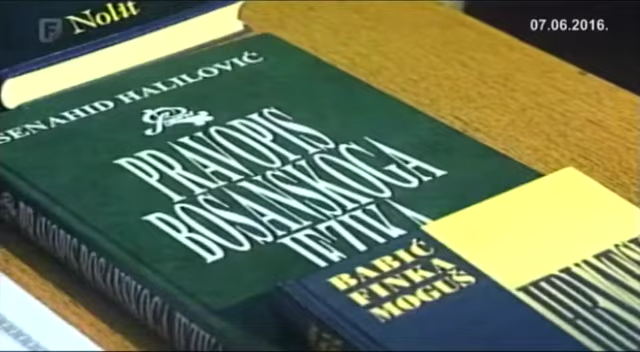 Nolit
07.06.2016.
SENAHID HALILOVIĆ
PRAVOPIS
BOSANSKOGA
JEZIKA
PRAVOPIS BOSANSKOGA JEZIKA
BABIĆ
FINKA
MOGUŠ